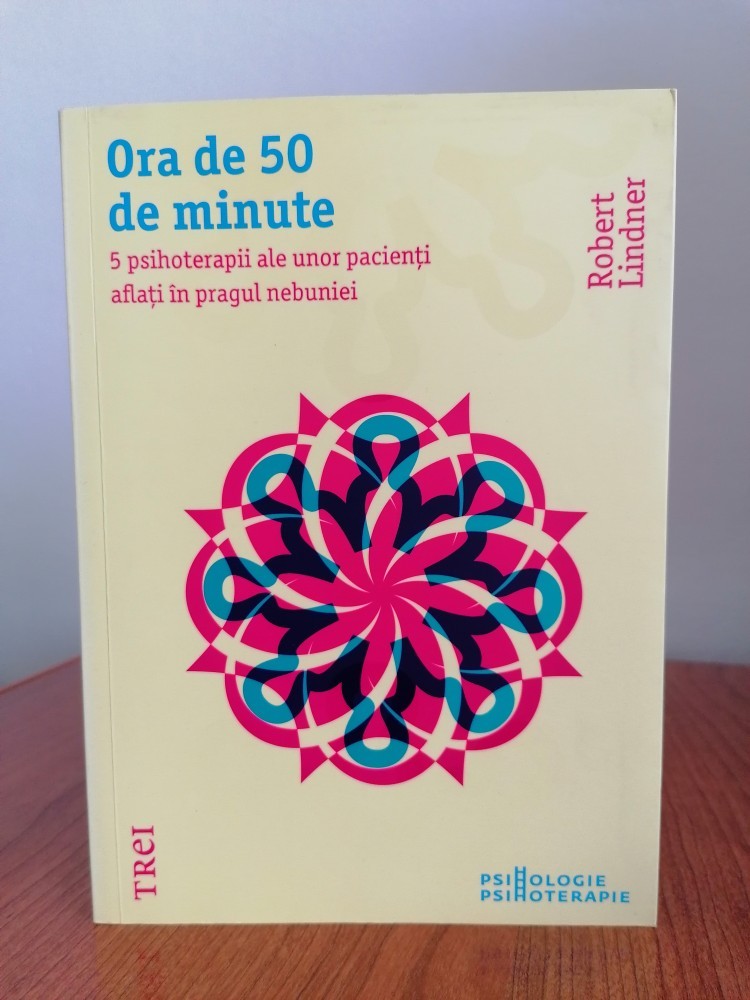 Ora de 50
de minute
5 psihoterapii ale unor pacienți
aflați în pragul nebuniei
Robert
Lindner
TREI
PSIHOLOGIE
PSIHOTERAPIE